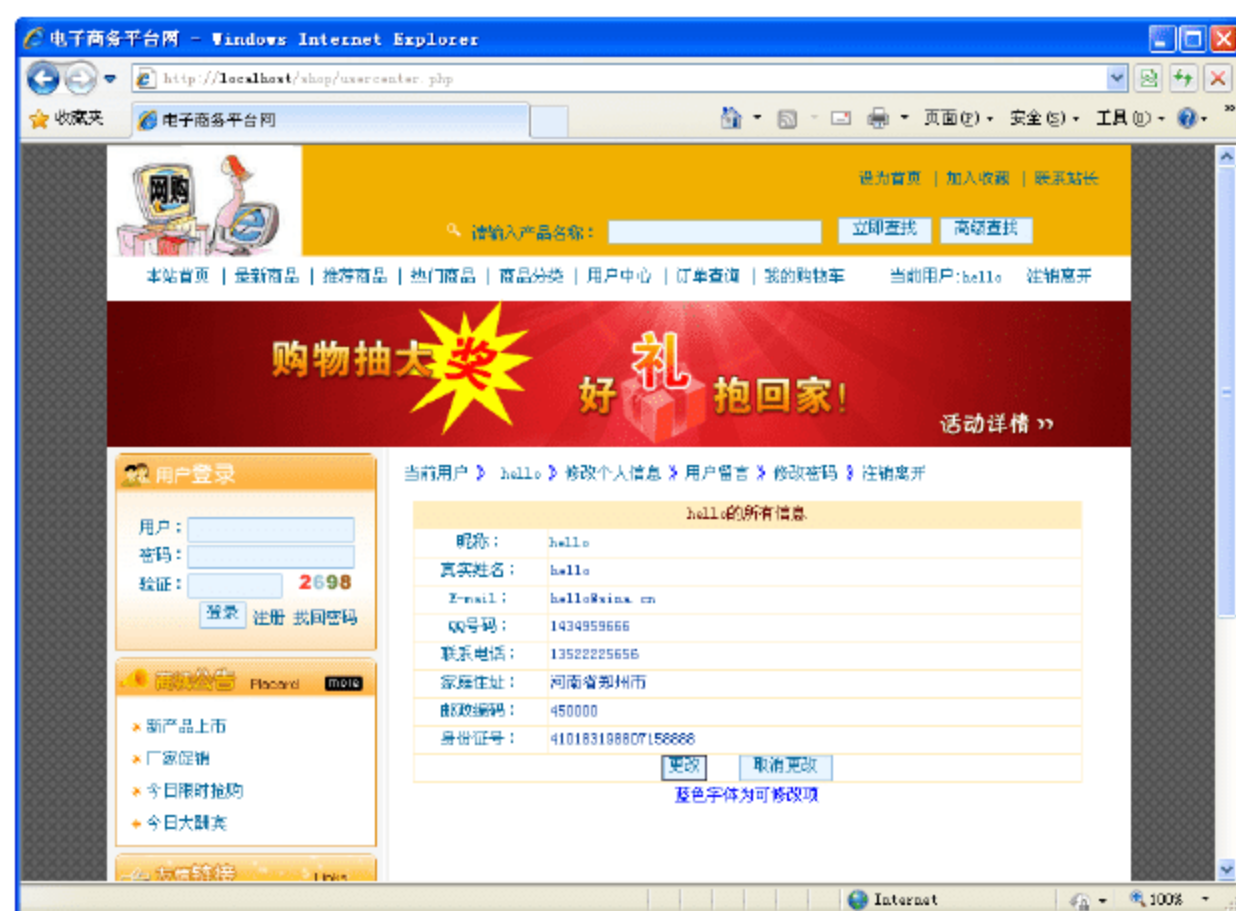 电子商务平台网 - Windows Internet Explorer
http://localhost/shop/usercenter.php
收藏夹 电子商务平台网 页面(P) 安全(S) 工具(O)
网购
设为首页 | 加入收藏 | 联系站长
请输入产品名称： 立即查找 高级查找
本站首页 | 最新商品 | 推荐商品 | 热门商品 | 商品分类 | 用户中心 | 订单查询 | 我的购物车 当前用户:hello 注销离开
购物抽大奖 好礼抱回家!
活动详情 >>
用户登录
用户：
密码：
验证： 2698
登录 注册 找回密码
商城公告 Placard more
新产品上市
厂家促销
今日限时抢购
今日大酬宾
友情链接 Links
当前用户 》 hello 》 修改个人信息 》 用户留言 》 修改密码 》 注销离开
hello的所有信息
昵称： hello
真实姓名： hello
E-mail： hello@sina.cn
QQ号码： 1434959666
联系电话： 13522225656
家庭住址： 河南省郑州市
邮政编码： 450000
身份证号： 410183198807158888
更改 取消更改
蓝色字体为可修改项
Internet 100%